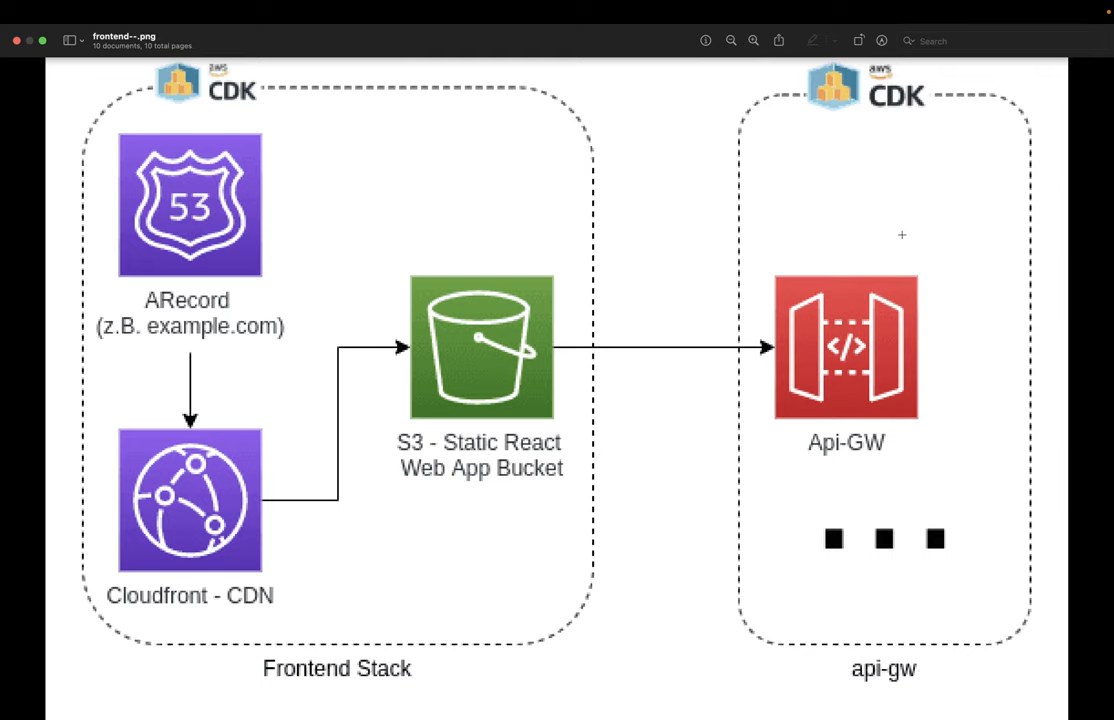 frontend--.png
10 documents, 10 total pages
Search
aws
CDK
aws
CDK
53
ARecord
(z.B. example.com)
</>
S3 - Static React
Web App Bucket
Api-GW
Cloudfront - CDN
Frontend Stack
api-gw